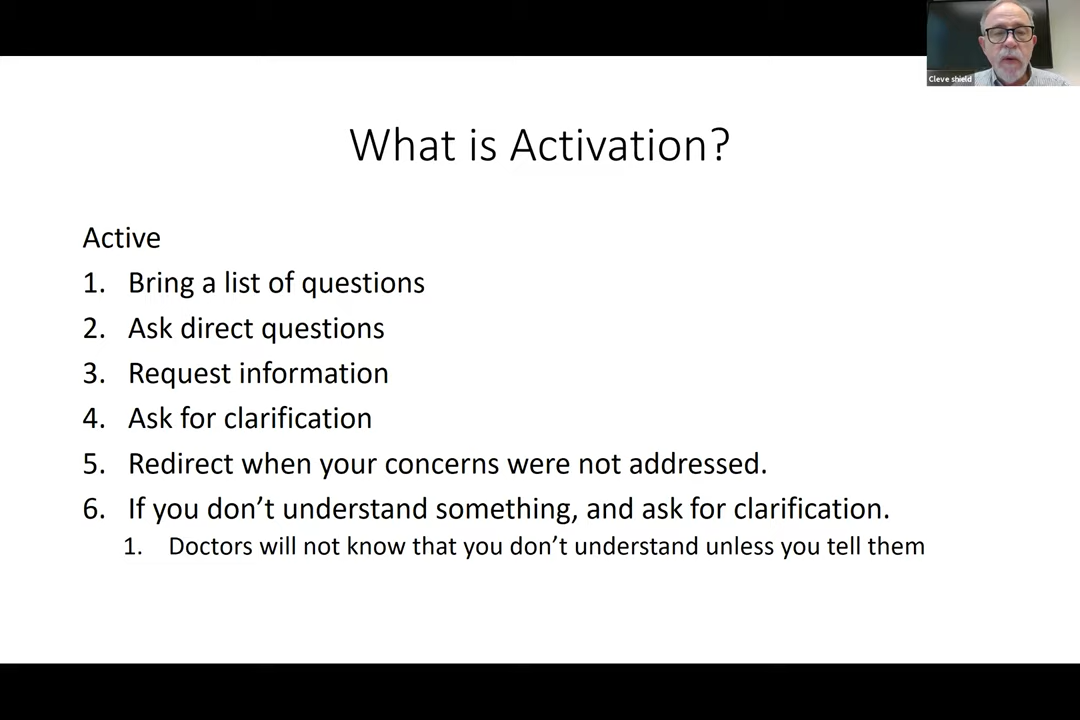 Cleve shield
What is Activation?
Active
1. Bring a list of questions
2. Ask direct questions
3. Request information
4. Ask for clarification
5. Redirect when your concerns were not addressed.
6. If you don’t understand something, and ask for clarification.
1. Doctors will not know that you don’t understand unless you tell them